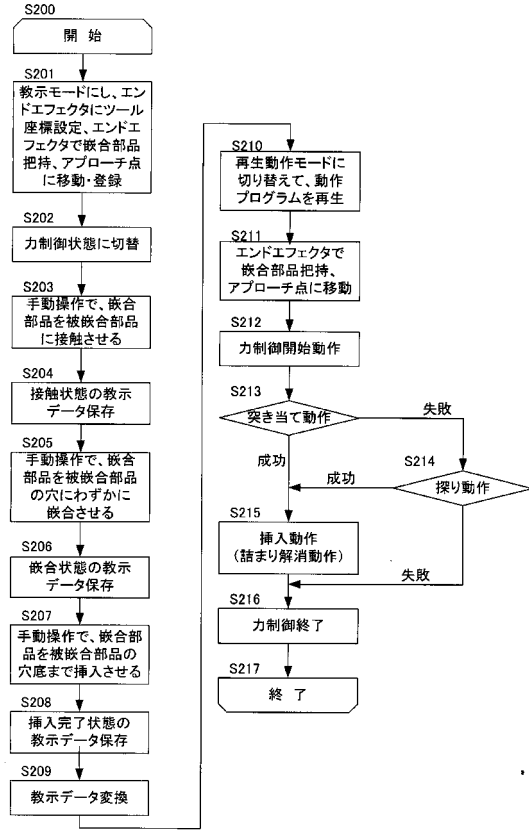 S200
開 始
S201
教示モードにし、エン
ドエフェクタにツール
座標設定、エンドエ
フェクタで嵌合部品
把持、アプローチ点
に移動・登録
S202
力制御状態に切替
S203
手動操作で、嵌合
部品を被嵌合部品
に接触させる
S204
接触状態の教示
データ保存
S205
手動操作で、嵌合
部品を被嵌合部品
の穴にわずかに
嵌合させる
S206
嵌合状態の教示
データ保存
S207
手動操作で、嵌合部
品を被嵌合部品の
穴底まで挿入させる
S208
挿入完了状態の
教示データ保存
S209
教示データ変換
S210
再生動作モードに
切り替えて、動作
プログラムを再生
S211
エンドエフェクタで
嵌合部品把持、
アプローチ点に移動
S212
力制御開始動作
S213
突き当て動作
失敗
成功
S214
探り動作
成功
失敗
S215
挿入動作
(詰まり解消動作)
S216
力制御終了
S217
終 了